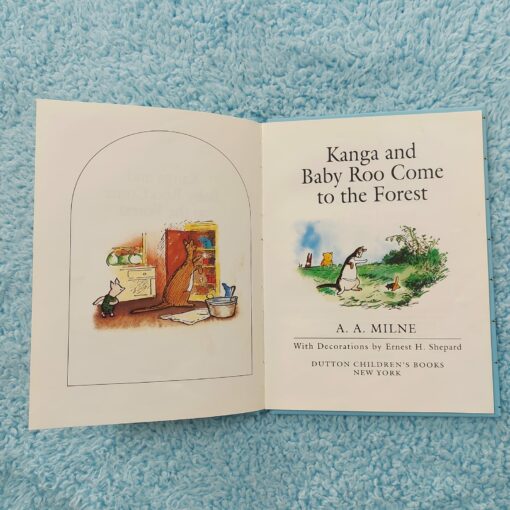 Kanga and
Baby Roo Come
to the Forest
A. A. MILNE
With Decorations by Ernest H. Shepard
DUTTON CHILDREN'S BOOKS
NEW YORK